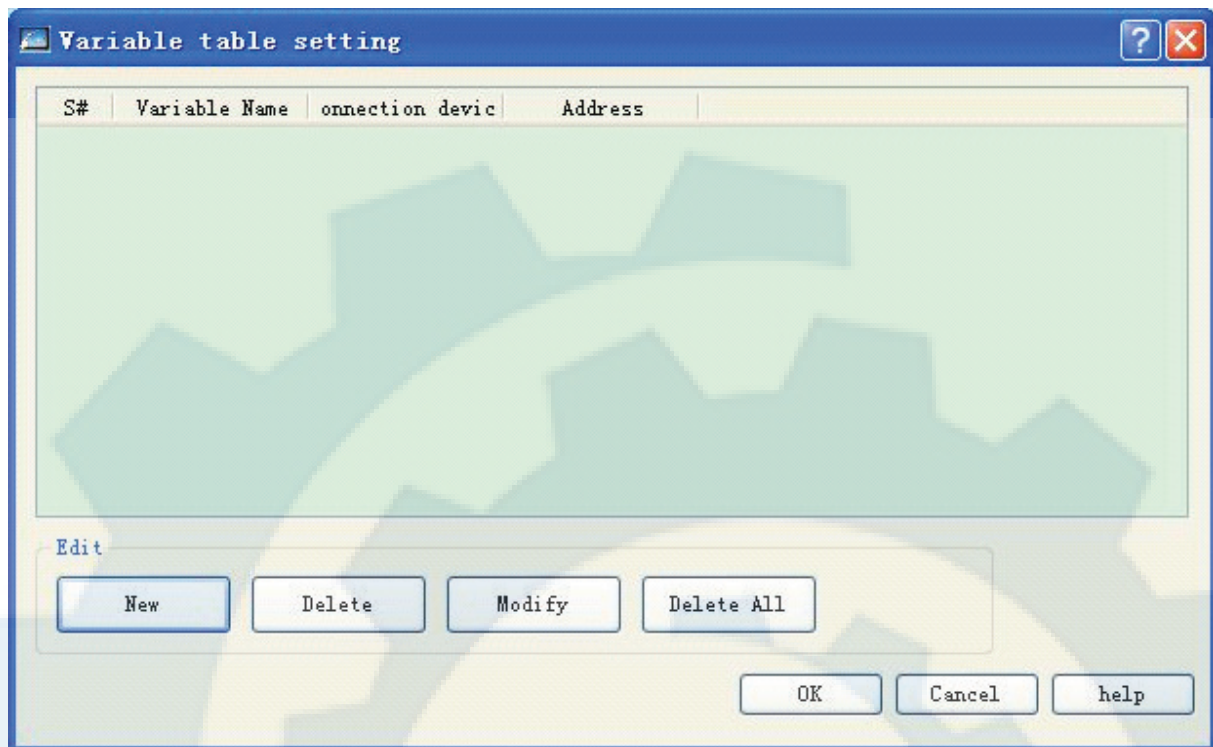 Variable table setting
S# Variable Name onnection devic Address
Edit
New Delete Modify Delete All
OK Cancel help